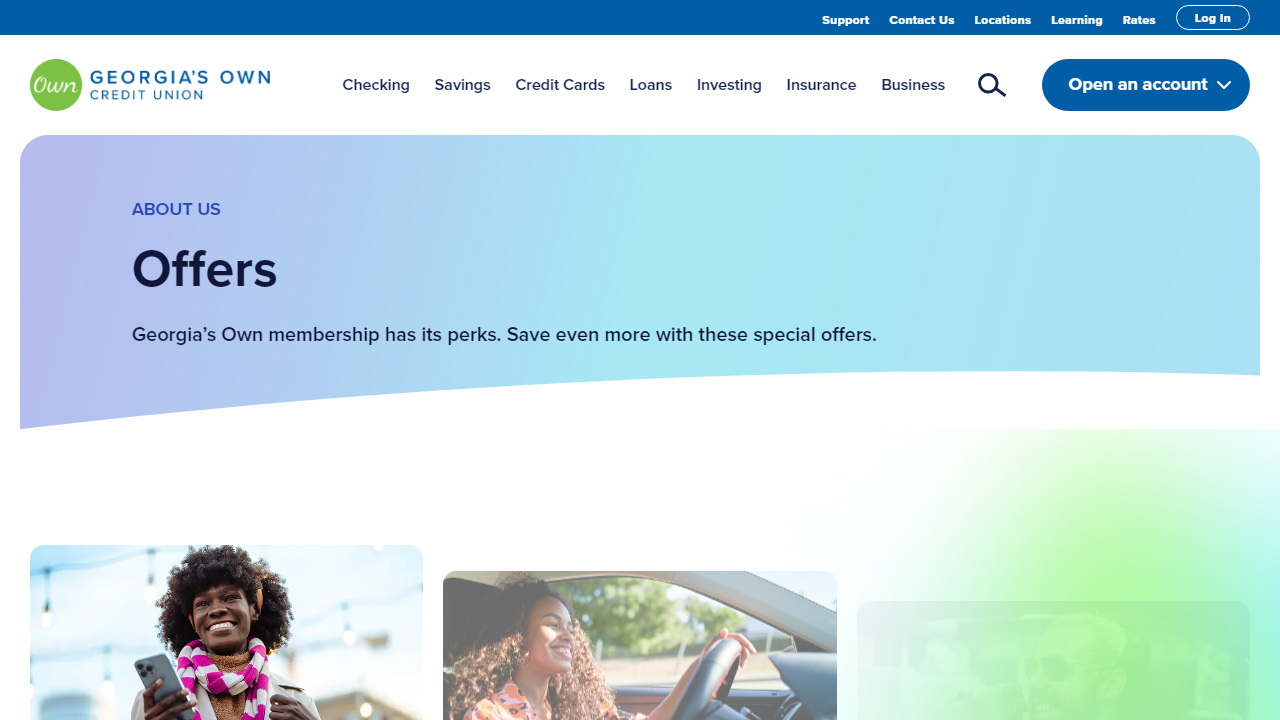 Support Contact Us Locations Learning Rates Log In
Own GEORGIA'S OWN
CREDIT UNION
Checking Savings Credit Cards Loans Investing Insurance Business Open an account
ABOUT US
Offers
Georgia’s Own membership has its perks. Save even more with these special offers.